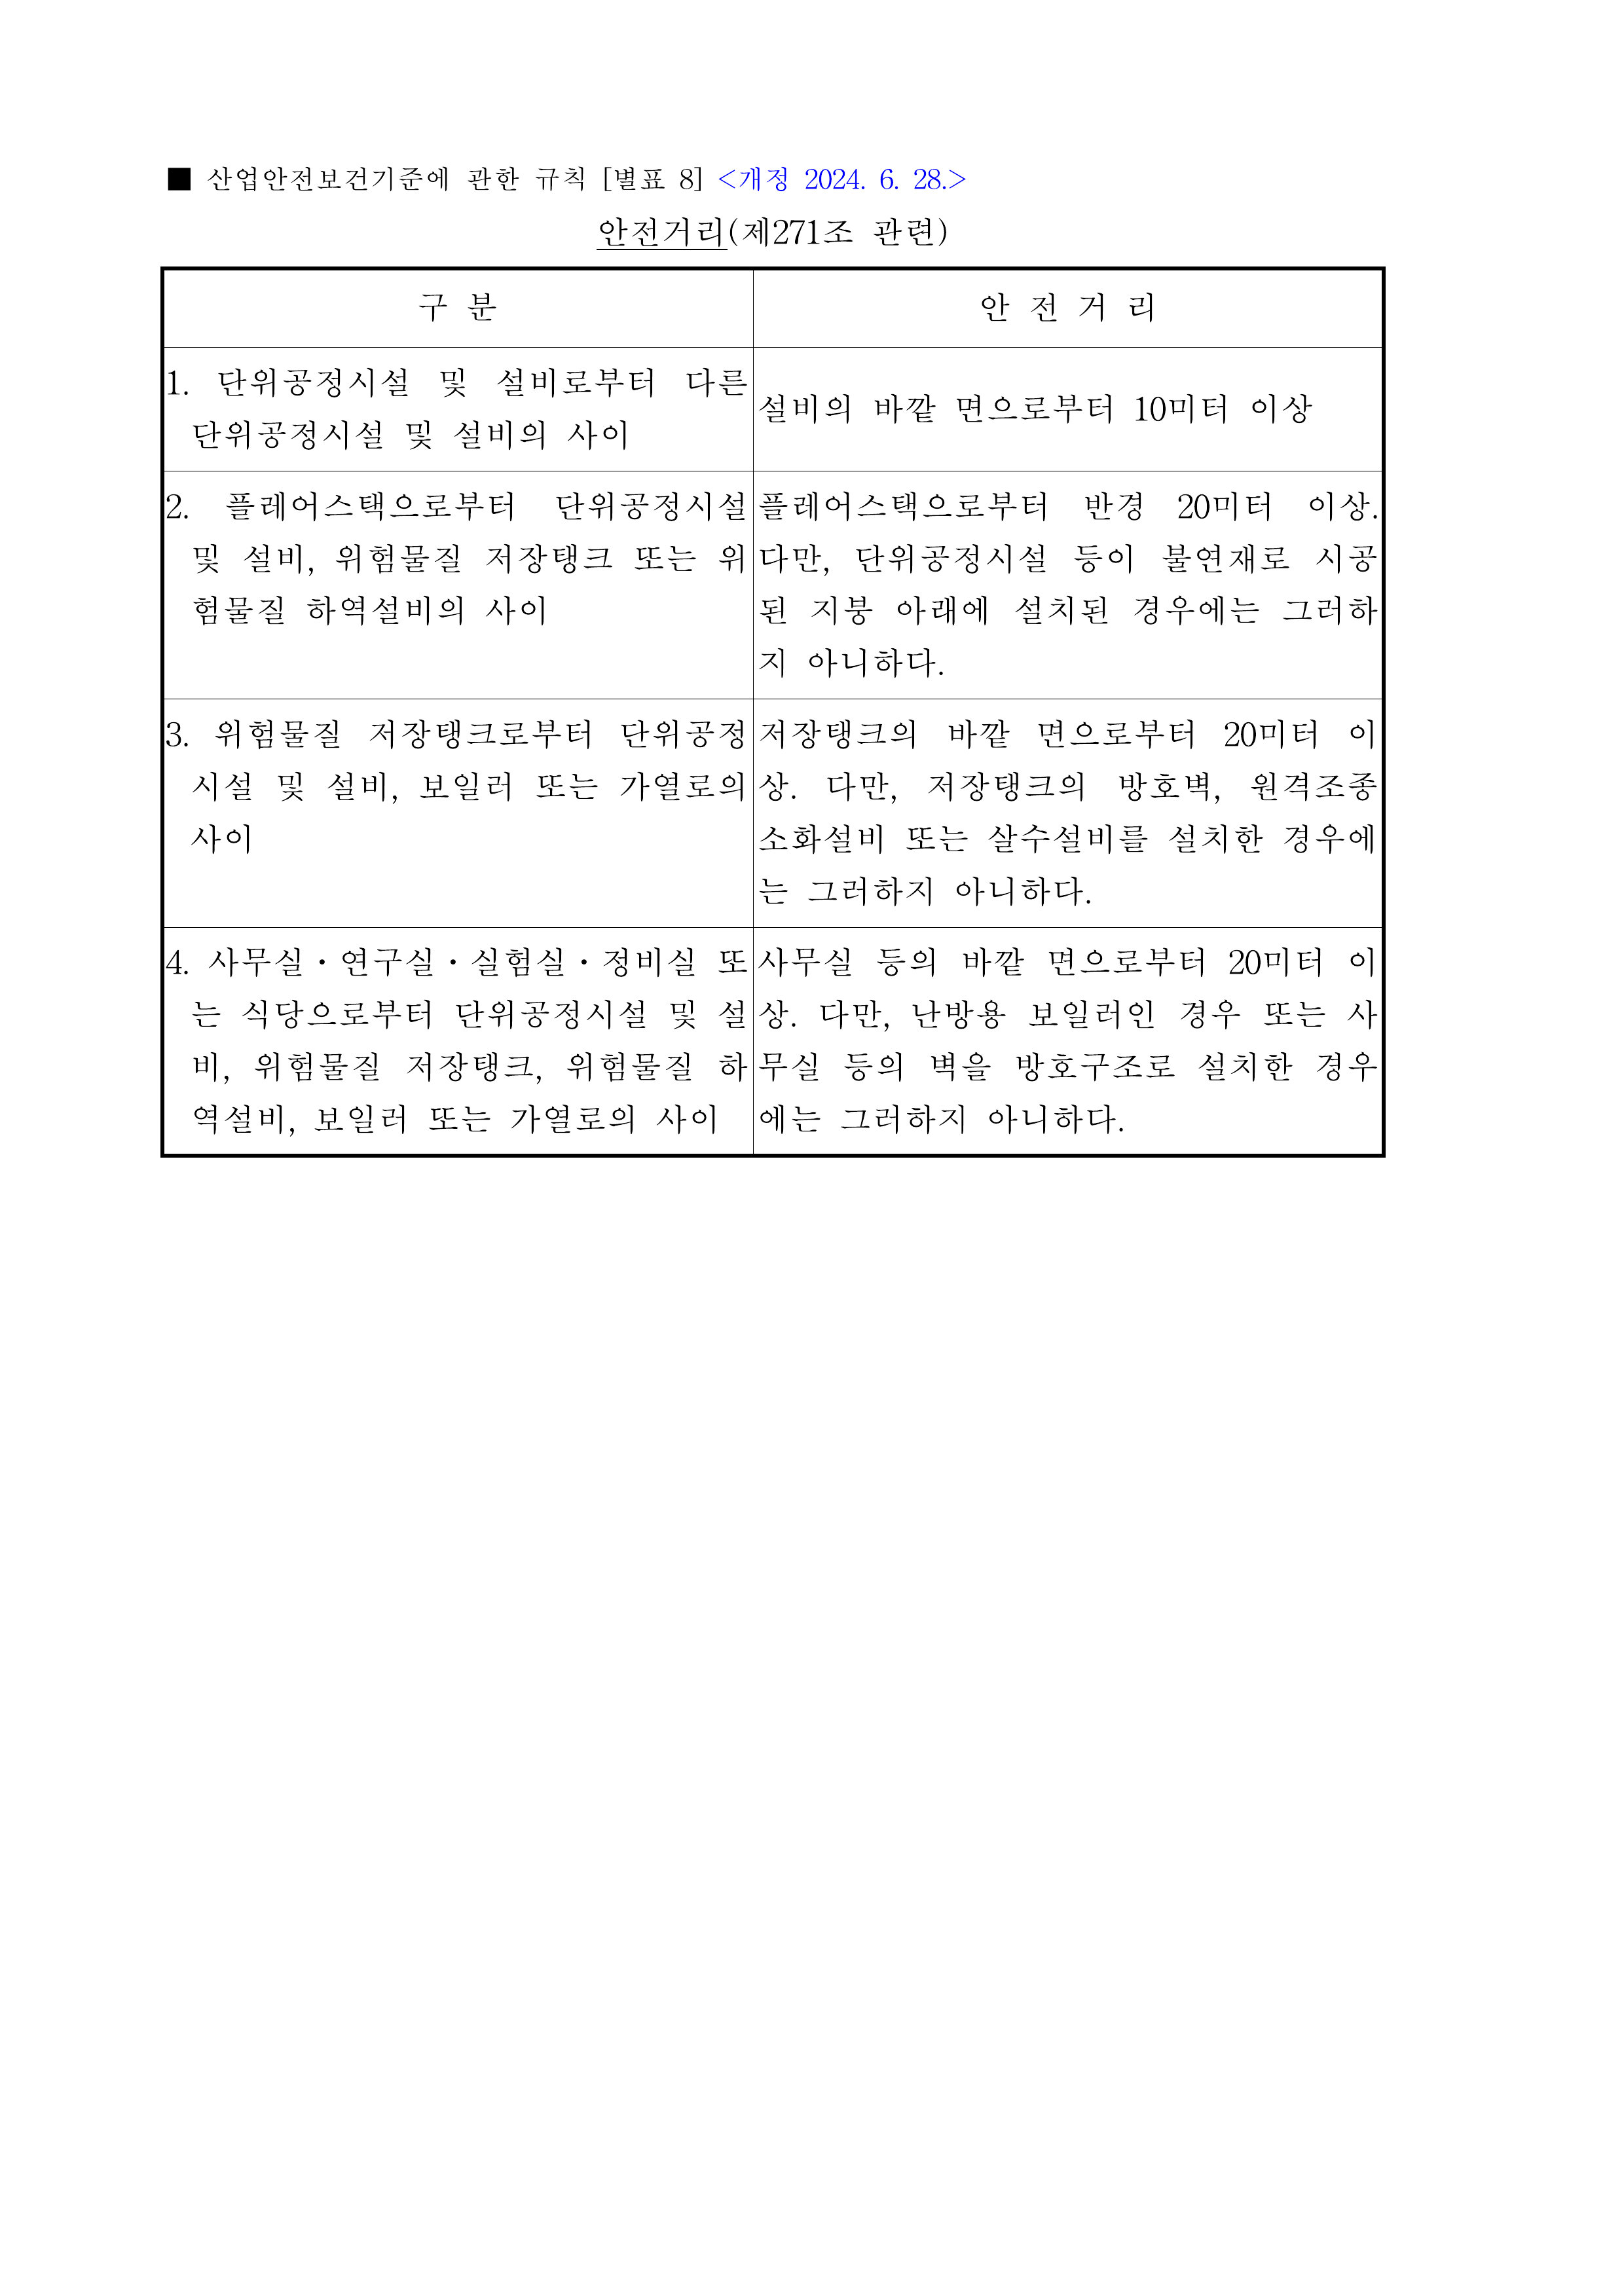 ■ 산업안전보건기준에 관한 규칙 [별표 8] <개정 2024. 6. 28.>
안전거리(제271조 관련)
구 분
안 전 거 리
1. 단위공정시설 및 설비로부터 다른
단위공정시설 및 설비의 사이
설비의 바깥 면으로부터 10미터 이상
2. 플레어스택으로부터 단위공정시설
및 설비, 위험물질 저장탱크 또는 위
험물질 하역설비의 사이
플레어스택으로부터 반경 20미터 이상.
다만, 단위공정시설 등이 불연재로 시공
된 지붕 아래에 설치된 경우에는 그러하
지 아니하다.
3. 위험물질 저장탱크로부터 단위공정
시설 및 설비, 보일러 또는 가열로의
사이
저장탱크의 바깥 면으로부터 20미터 이
상. 다만, 저장탱크의 방호벽, 원격조종
소화설비 또는 살수설비를 설치한 경우에
는 그러하지 아니하다.
4. 사무실・연구실・실험실・정비실 또
는 식당으로부터 단위공정시설 및 설
비, 위험물질 저장탱크, 위험물질 하
역설비, 보일러 또는 가열로의 사이
사무실 등의 바깥 면으로부터 20미터 이
상. 다만, 난방용 보일러인 경우 또는 사
무실 등의 벽을 방호구조로 설치한 경우
에는 그러하지 아니하다.